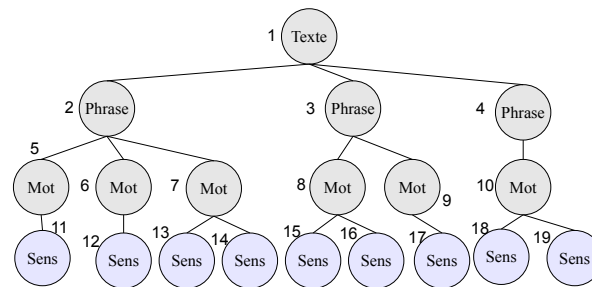 1 Texte
2 Phrase 3 Phrase 4 Phrase
5
Mot 6 Mot 7 Mot 8 Mot Mot 9 10 Mot
11 12 13 14 15 16 17 18 19
Sens Sens Sens Sens Sens Sens Sens Sens Sens